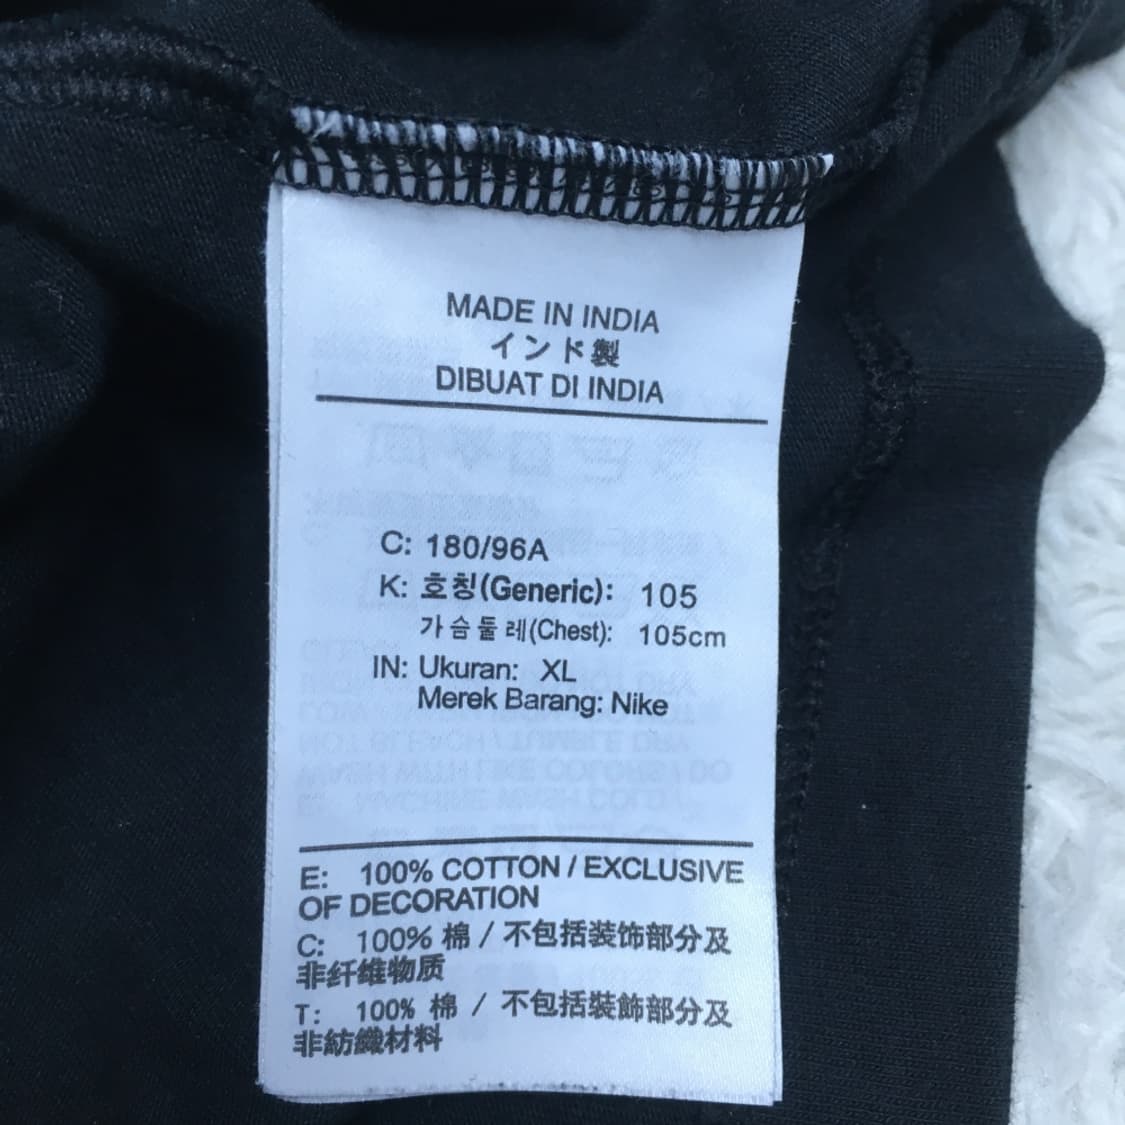 MADE IN INDIA
インド製
DIBUAT DI INDIA
C: 180/96A
K: 호칭(Generic): 105
가슴둘레(Chest): 105cm
IN: Ukuran: XL
Merek Barang: Nike
E: 100% COTTON / EXCLUSIVE
OF DECORATION
C: 100% 棉 / 不包括装饰部分及
非纤维物质
T: 100% 棉 / 不包括裝飾部分及
非紡織材料